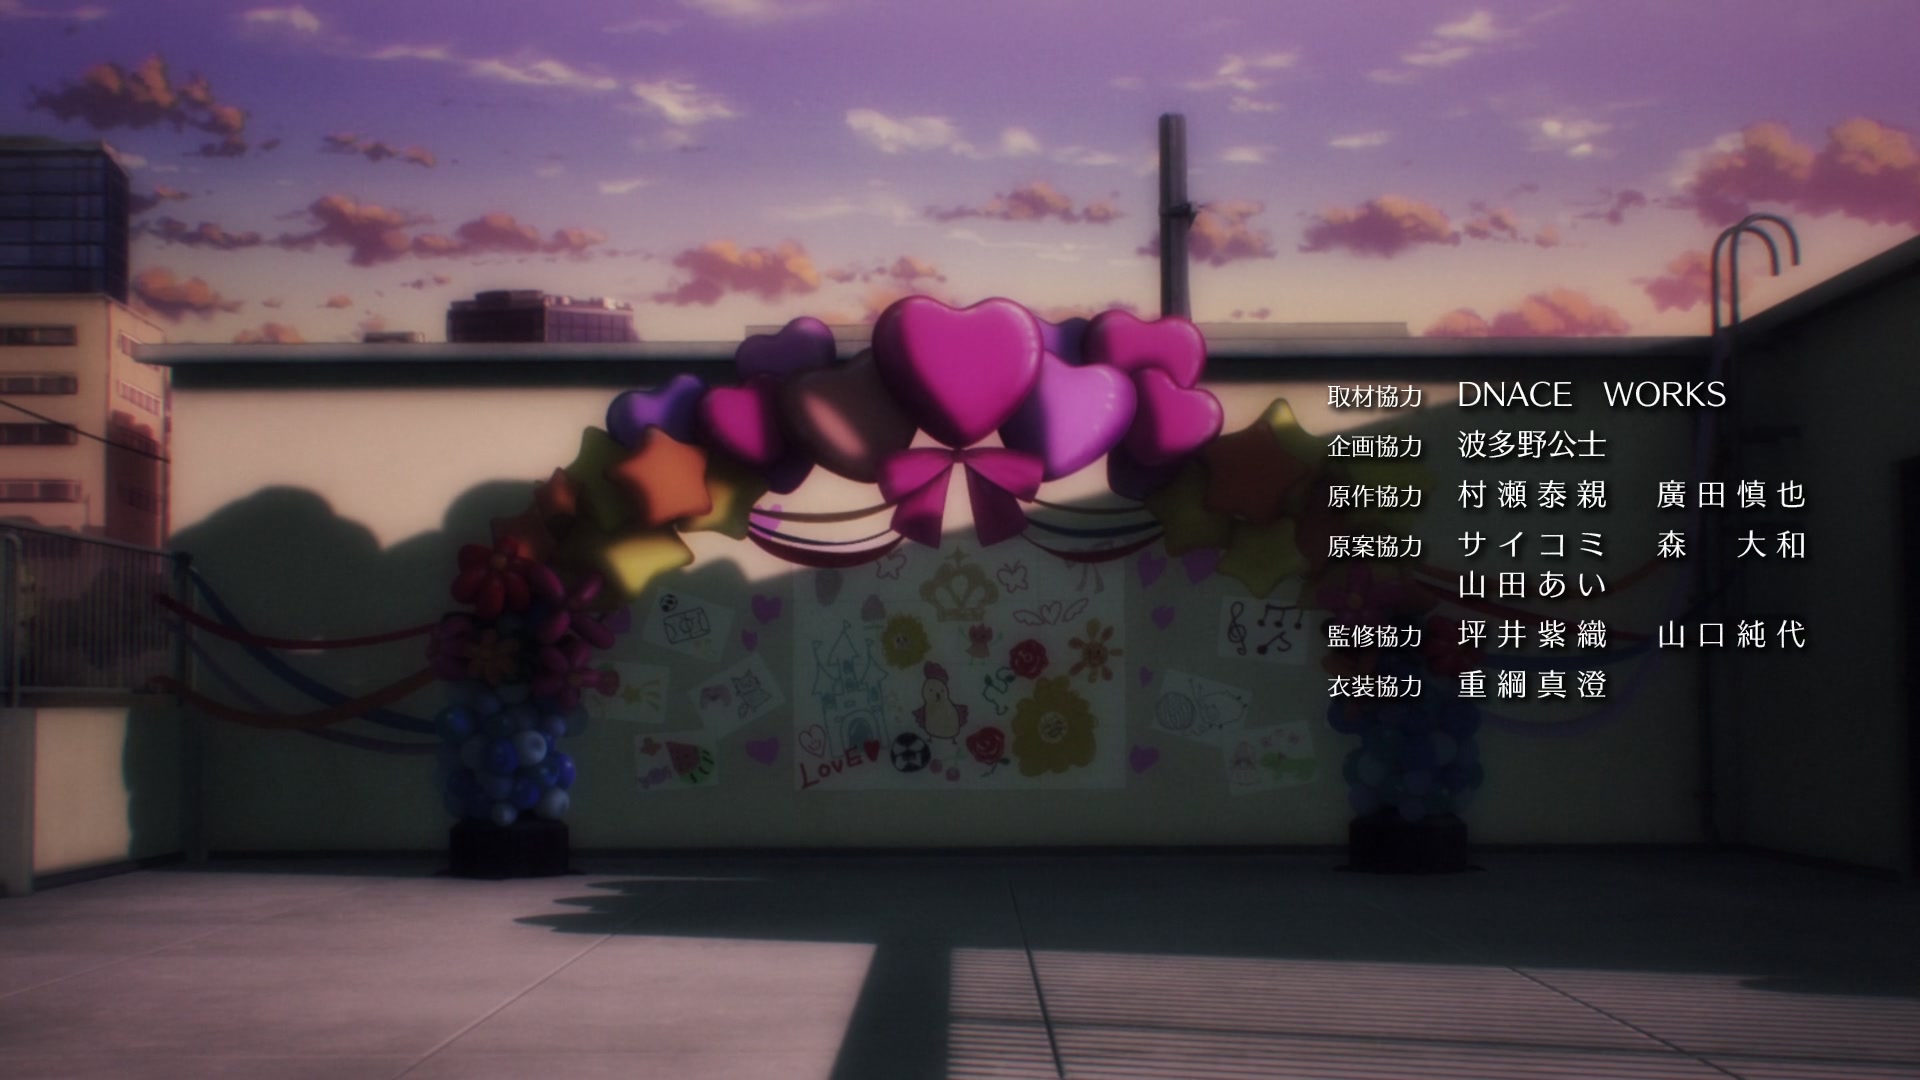 取材協力 DNACE WORKS
企画協力 波多野公士
原作協力 村瀬泰親 廣田慎也
原案協力 サイコミ 森 大和
山田あい
監修協力 坪井紫織 山口純代
衣装協力 重綱真澄
LOVE